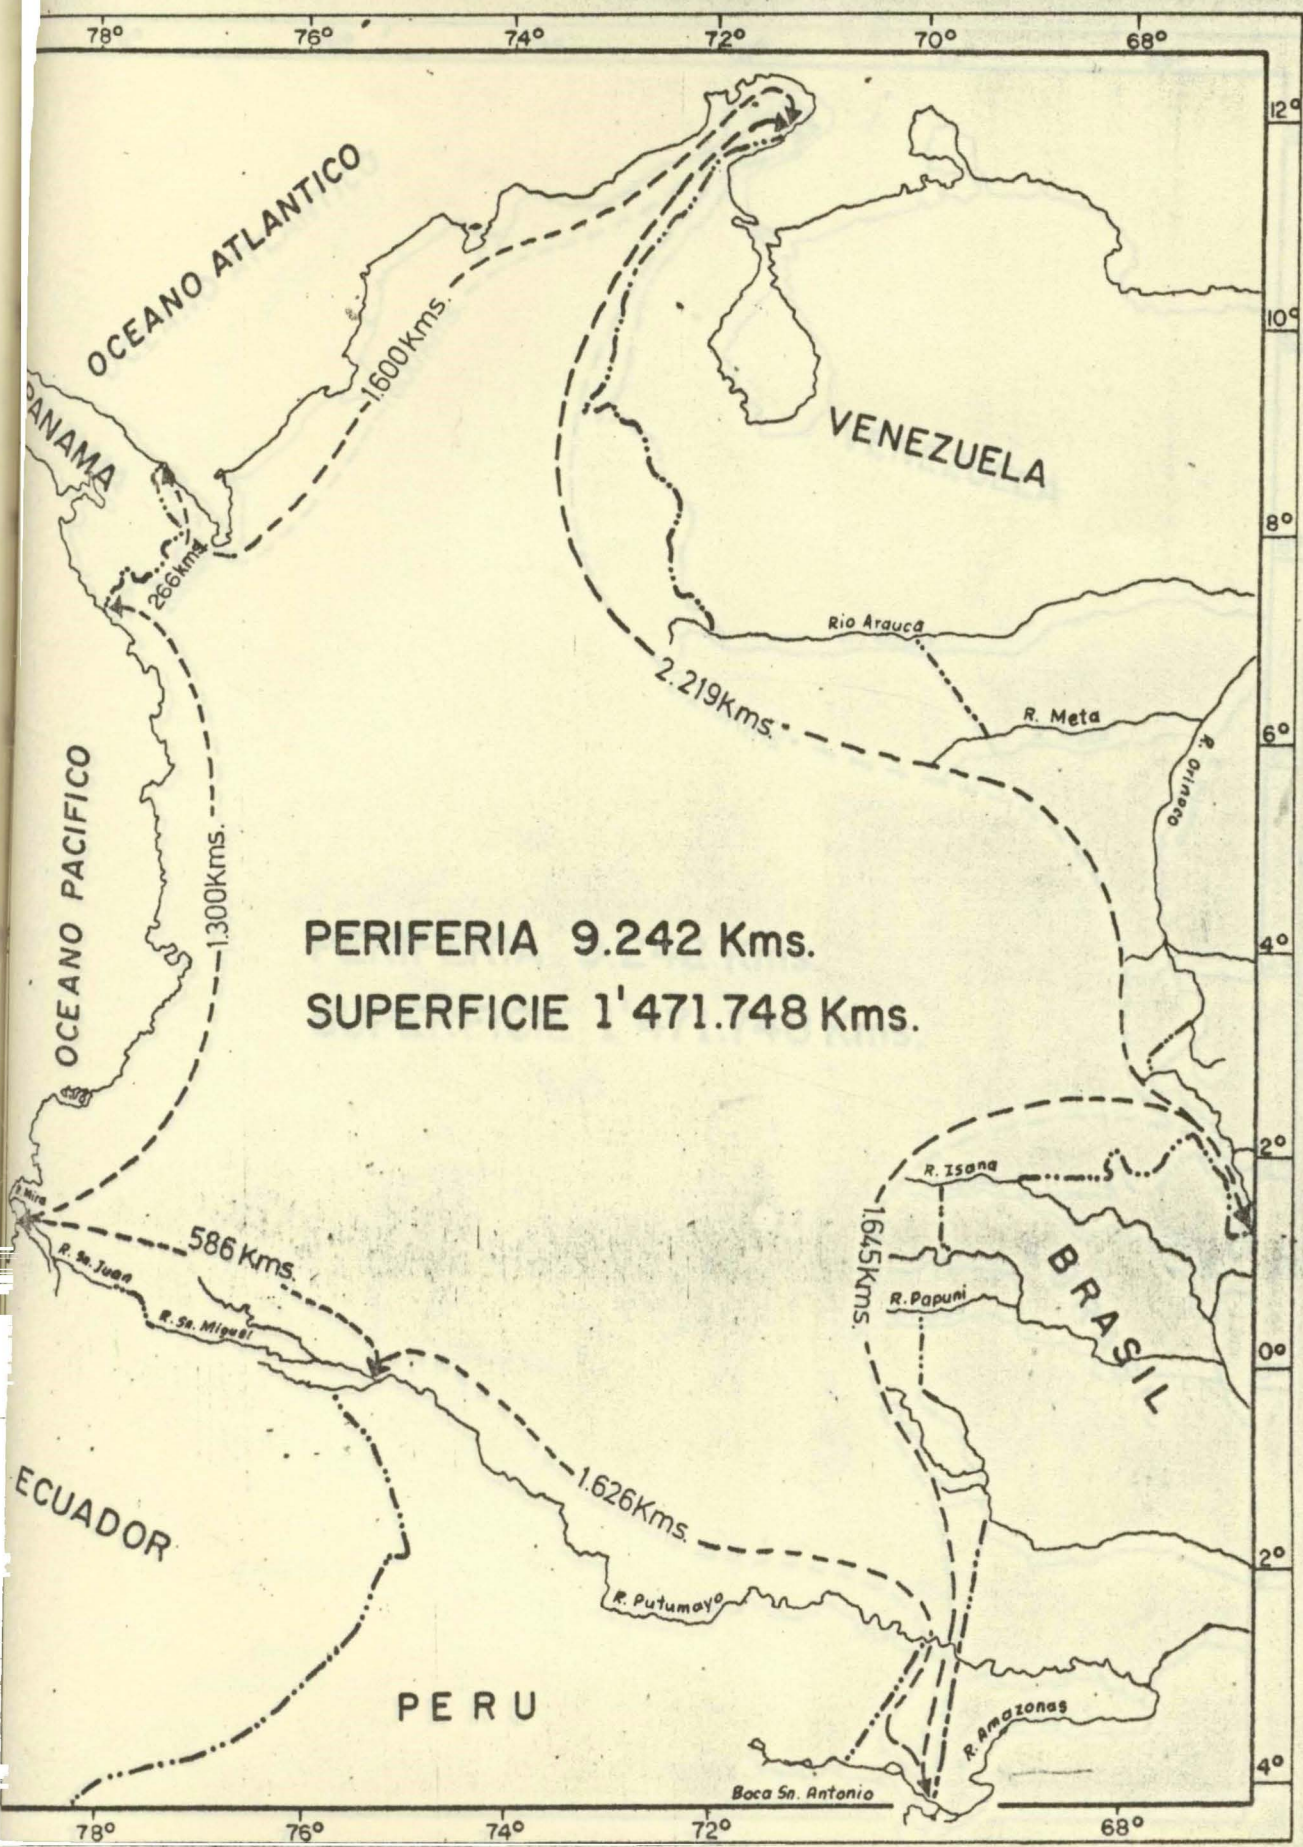 78° 76° 74° 72° 70° 68°
12°
OCEANO ATLANTICO
10°
1.600Kms.
PANAMA
VENEZUELA
8°
266kms.
Rio Arauca
2.219Kms.
R. Meta
6°
R. Orinoco
OCEANO PACIFICO
1.300Kms.
PERIFERIA 9.242 Kms.
4°
SUPERFICIE 1'471.748 Kms.
2°
R. Isana
R. Mira
586 Kms.
1.645kms.
R. Sn. Juan
BRASIL
R. Papuni
R. Sn. Miguel
0°
ECUADOR
1.626Kms.
2°
R. Putumayo
PERU
R. Amazonas
4°
Boca Sn. Antonio
78° 76° 74° 72° 68°